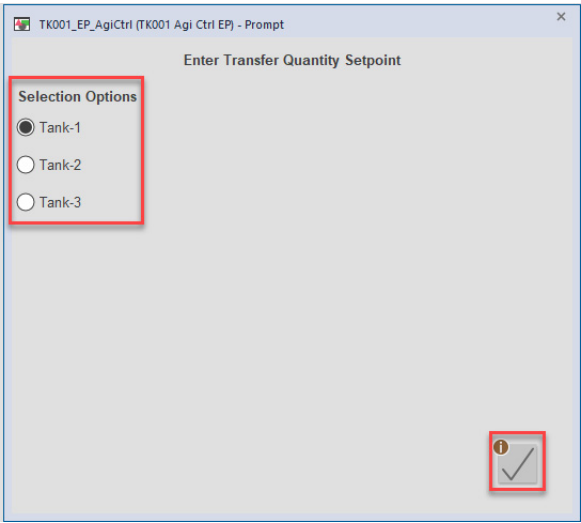 TK001_EP_AgiCtrl (TK001 Agi Ctrl EP) - Prompt
Enter Transfer Quantity Setpoint
Selection Options
Tank-1
Tank-2
Tank-3